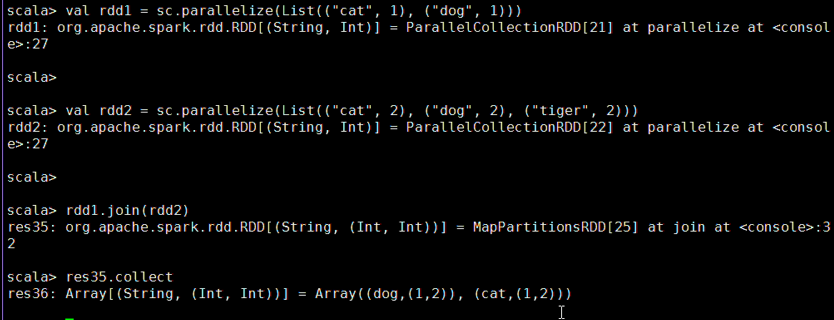 scala> val rdd1 = sc.parallelize(List(("cat", 1), ("dog", 1)))
rdd1: org.apache.spark.rdd.RDD[(String, Int)] = ParallelCollectionRDD[21] at parallelize at <consol
e>:27
scala>
scala> val rdd2 = sc.parallelize(List(("cat", 2), ("dog", 2), ("tiger", 2)))
rdd2: org.apache.spark.rdd.RDD[(String, Int)] = ParallelCollectionRDD[22] at parallelize at <consol
e>:27
scala>
scala> rdd1.join(rdd2)
res35: org.apache.spark.rdd.RDD[(String, (Int, Int))] = MapPartitionsRDD[25] at join at <console>:3
2
scala> res35.collect
res36: Array[(String, (Int, Int))] = Array((dog,(1,2)), (cat,(1,2)))